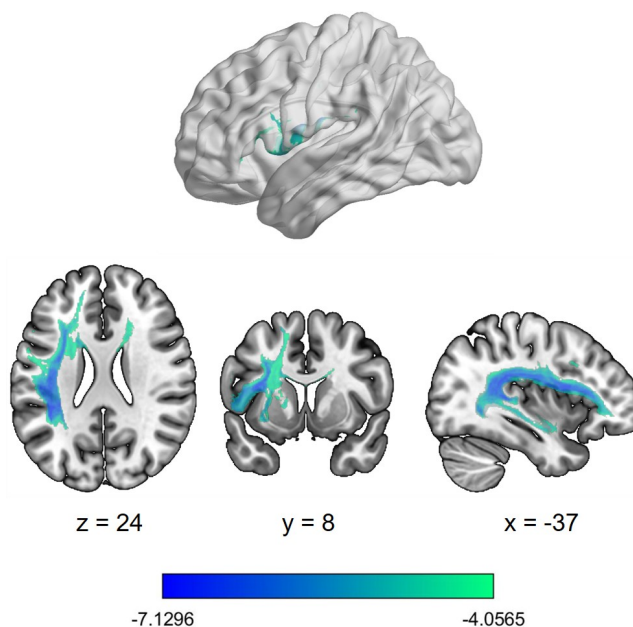 z = 24
y = 8
x = -37
-7.1296
-4.0565